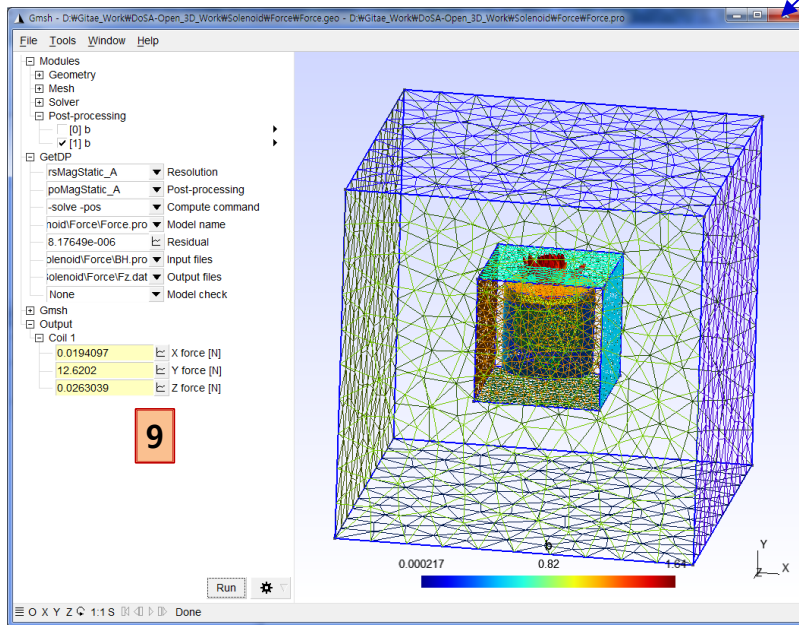 Gmsh - D:₩Gitae_Work₩DoSA-Open_3D_Work₩Solenoid₩Force₩Force.geo - D:₩Gitae_Work₩DoSA-Open_3D_Work₩Solenoid₩Force₩Force.pro
File Tools Window Help
Modules
Geometry
Mesh
Solver
Post-processing
[0] b
[1] b
GetDP
rsMagStatic_A Resolution
poMagStatic_A Post-processing
-solve -pos Compute command
noid\Force\Force.pro Model name
8.17649e-006 Residual
olenoid\Force\BH.pro Input files
olenoid\Force\Fz.dat Output files
None Model check
Gmsh
Output
Coil 1
0.0194097 X force [N]
12.6202 Y force [N]
0.0263039 Z force [N]
9
b
0.000217 0.82 1.64
Y
Z X
Run
O X Y Z 1:1 S Done